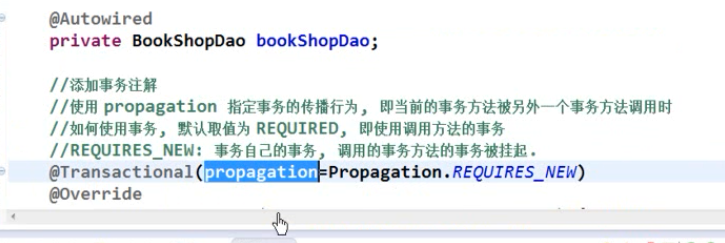 @Autowired
private BookShopDao bookShopDao;
//添加事务注解
//使用 propagation 指定事务的传播行为, 即当前的事务方法被另外一个事务方法调用时
//如何使用事务, 默认取值为 REQUIRED, 即使用调用方法的事务
//REQUIRES_NEW: 事务自己的事务, 调用的事务方法的事务被挂起.
@Transactional(propagation=Propagation.REQUIRES_NEW)
@Override